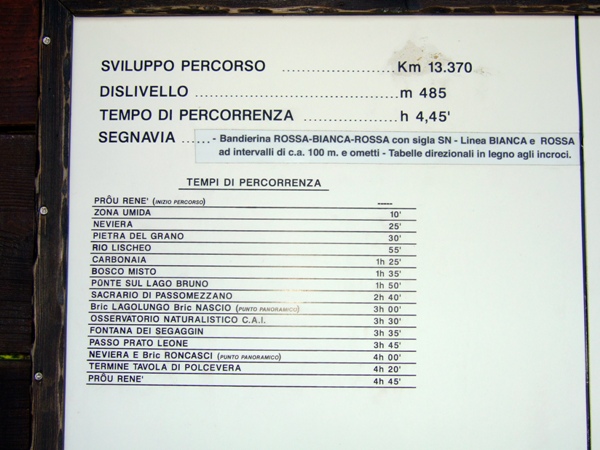 SVILUPPO PERCORSO ....................Km 13.370
DISLIVELLO ...................................m 485
TEMPO DI PERCORRENZA .................h 4,45'
SEGNAVIA ......- Bandierina ROSSA-BIANCA-ROSSA con sigla SN - Linea BIANCA e ROSSA
ad intervalli di c.a. 100 m. e ometti - Tabelle direzionali in legno agli incroci.
TEMPI DI PERCORRENZA
PRÔU RENE' (INIZIO PERCORSO) -----
ZONA UMIDA 10'
NEVIERA 25'
PIETRA DEL GRANO 30'
RIO LISCHEO 55'
CARBONAIA 1h 25'
BOSCO MISTO 1h 35'
PONTE SUL LAGO BRUNO 1h 50'
SACRARIO DI PASSOMEZZANO 2h 40'
Bric LAGOLUNGO Bric NASCIO (PUNTO PANORAMICO) 3h 00'
OSSERVATORIO NATURALISTICO C.A.I. 3h 30'
FONTANA DEI SEGAGGIN 3h 35'
PASSO PRATO LEONE 3h 45'
NEVIERA E Bric RONCASCI (PUNTO PANORAMICO) 4h 00'
TERMINE TAVOLA DI POLCEVERA 4h 20'
PRÔU RENE' 4h 45'